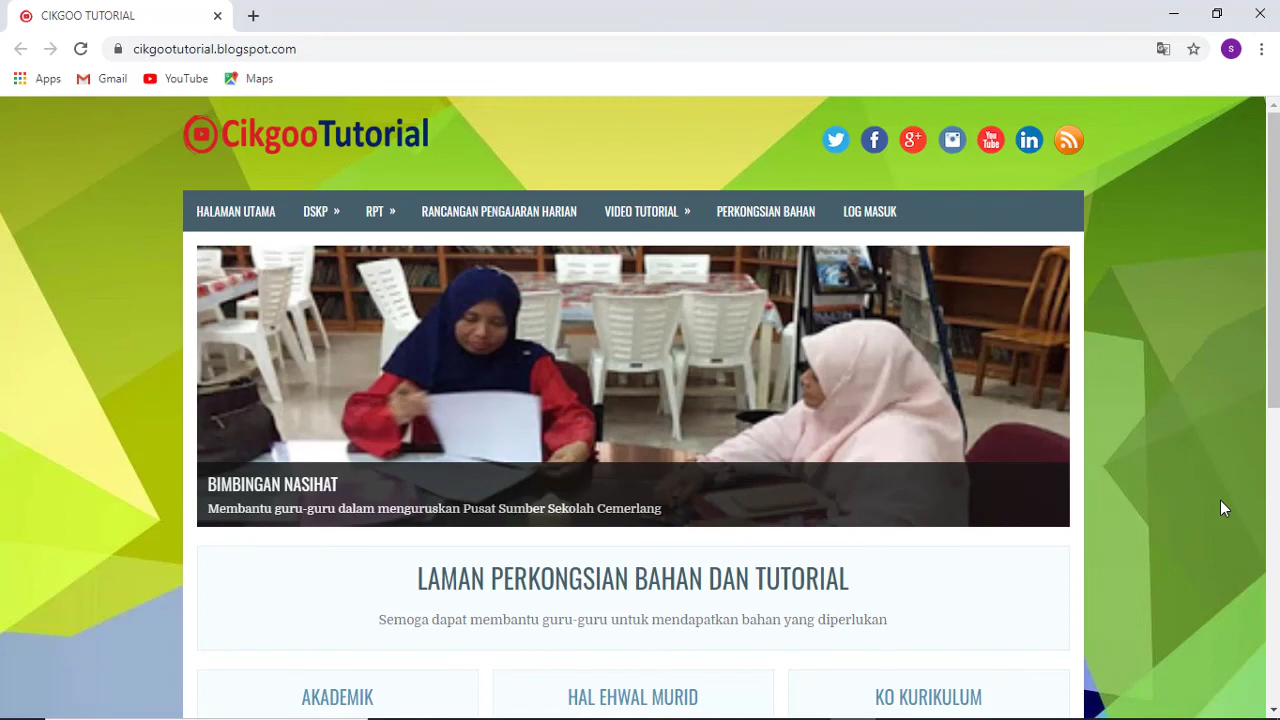 CIKGOO TUTORIAL
cikgootutorial.blogspot.com
S
Apps Gmail YouTube Maps
CikgooTutorial
You Tube
HALAMAN UTAMA DSKP » RPT » RANCANGAN PENGAJARAN HARIAN VIDEO TUTORIAL » PERKONGSIAN BAHAN LOG MASUK
BIMBINGAN NASIHAT
Membantu guru-guru dalam menguruskan Pusat Sumber Sekolah Cemerlang
LAMAN PERKONGSIAN BAHAN DAN TUTORIAL
Semoga dapat membantu guru-guru untuk mendapatkan bahan yang diperlukan
AKADEMIK HAL EHWAL MURID KO KURIKULUM